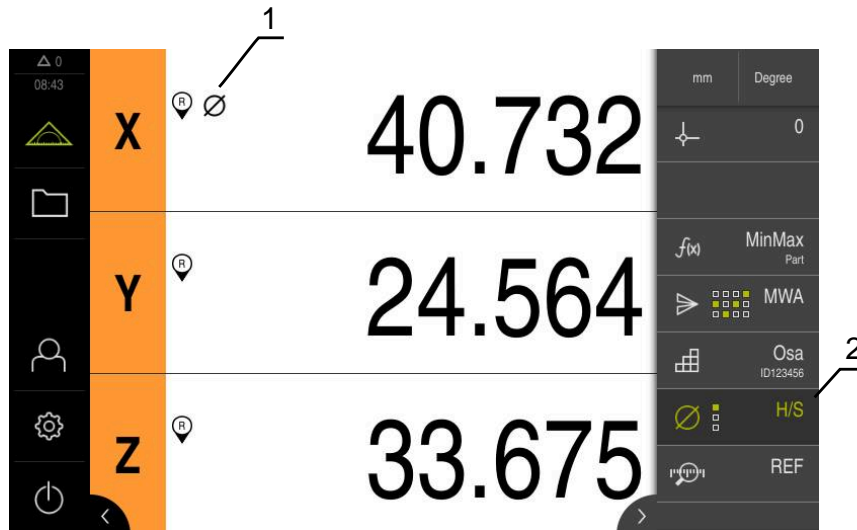 1
0
08:43
X
R
40.732
Y
R
24.564
Z
R
33.675
mm
Degree
0
f(x)
MinMax
Part
MWA
Osa
ID123456
H/S
REF
2